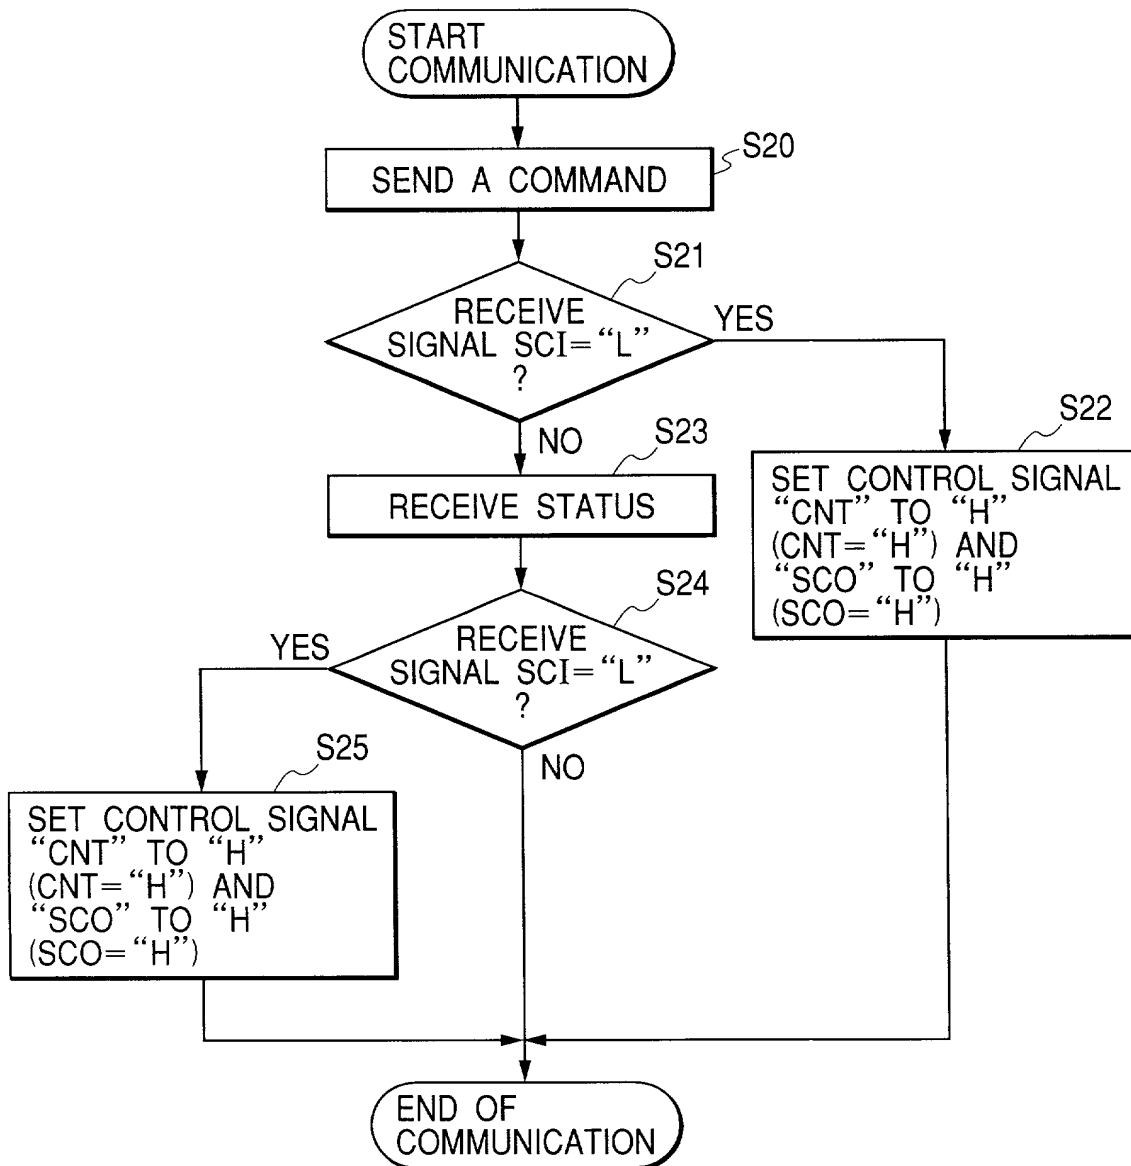 START
COMMUNICATION
S20
SEND A COMMAND
S21
RECEIVE
SIGNAL SCI=“L”
?
YES
NO
S22
SET CONTROL SIGNAL
“CNT” TO “H”
(CNT=“H”) AND
“SCO” TO “H”
(SCO=“H”)
S23
RECEIVE STATUS
S24
RECEIVE
SIGNAL SCI=“L”
?
YES
NO
S25
SET CONTROL SIGNAL
“CNT” TO “H”
(CNT=“H”) AND
“SCO” TO “H”
(SCO=“H”)
END OF
COMMUNICATION